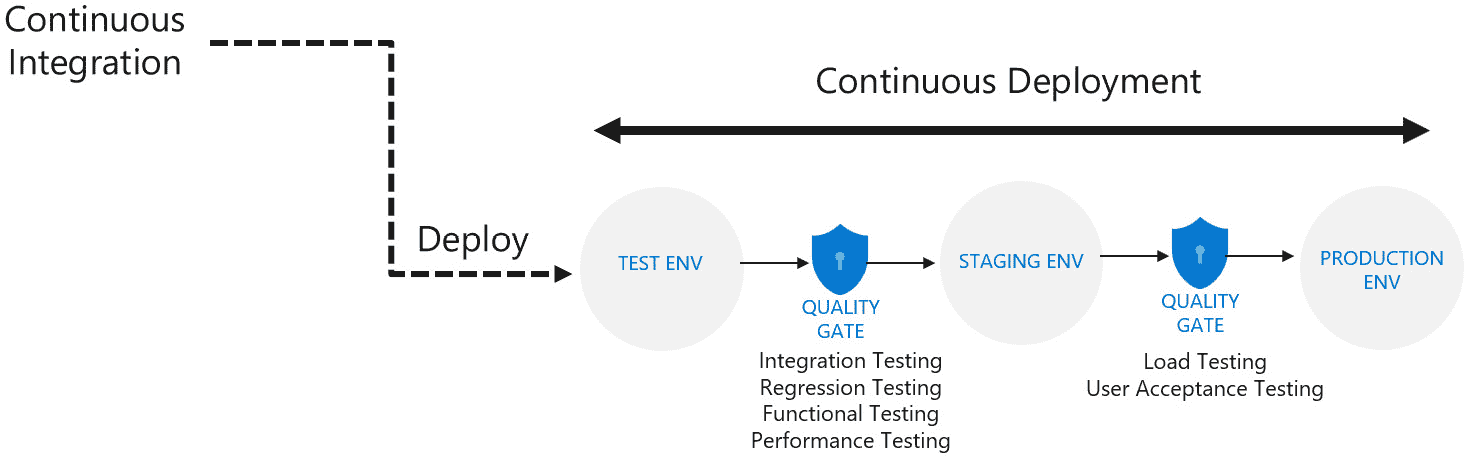 Continuous
Integration
Continuous Deployment
Deploy
TEST ENV
QUALITY
GATE
Integration Testing
Regression Testing
Functional Testing
Performance Testing
STAGING ENV
QUALITY
GATE
Load Testing
User Acceptance Testing
PRODUCTION
ENV